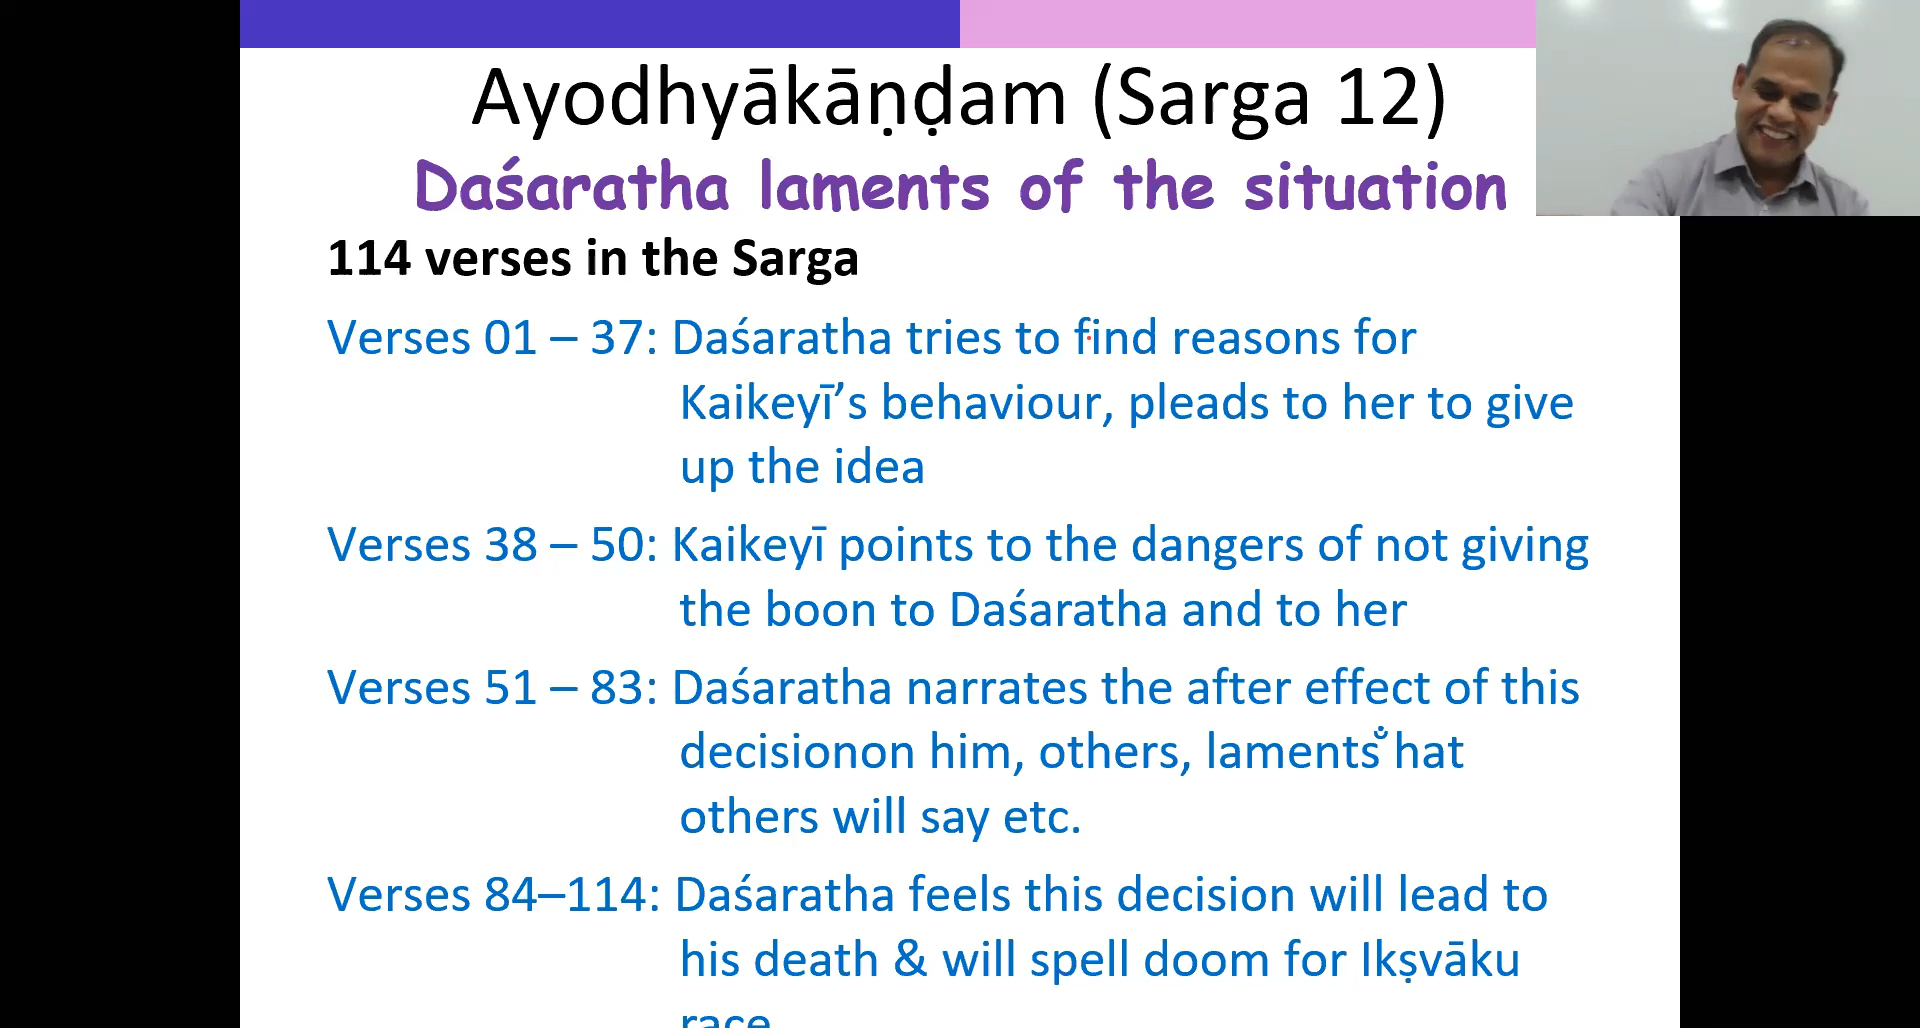 Ayodhyākāṇḍam (Sarga 12)
Daśaratha laments of the situation
114 verses in the Sarga
Verses 01 – 37: Daśaratha tries to find reasons for
Kaikeyī’s behaviour, pleads to her to give
up the idea
Verses 38 – 50: Kaikeyī points to the dangers of not giving
the boon to Daśaratha and to her
Verses 51 – 83: Daśaratha narrates the after effect of this
decisionon him, others, laments hat
others will say etc.
Verses 84–114: Daśaratha feels this decision will lead to
his death & will spell doom for Ikṣvāku
race